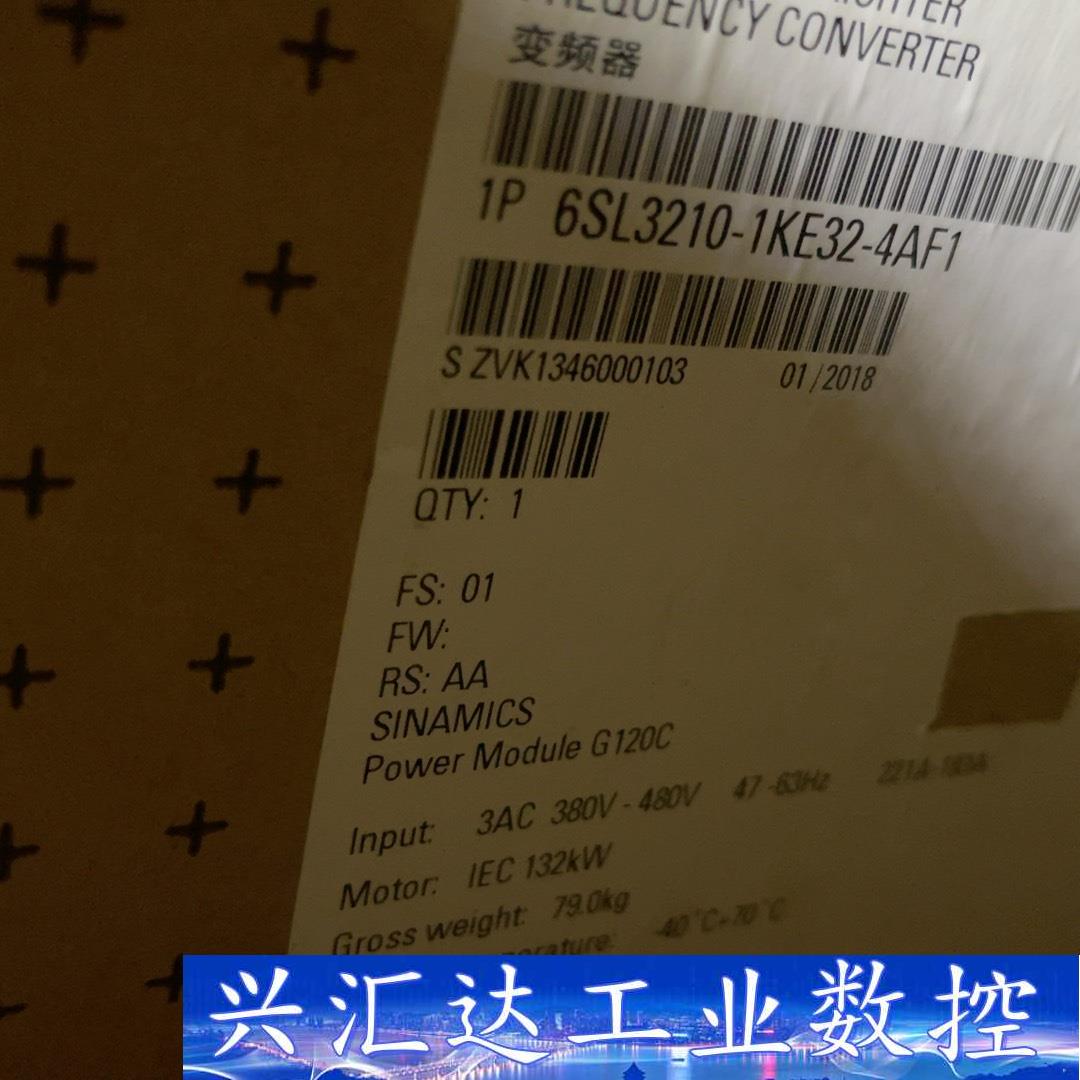 FREQUENCY CONVERTER
变频器
1P 6SL3210-1KE32-4AF1
S ZVK1346000103 01/2018
QTY: 1
FS: 01
FW:
RS: AA
SINAMICS
Power Module G120C
Input: 3AC 380V - 480V 47 -63Hz
Motor: IEC 132kW
Gross weight: 79.0kg
-40°C+70°C
兴汇达工业数控